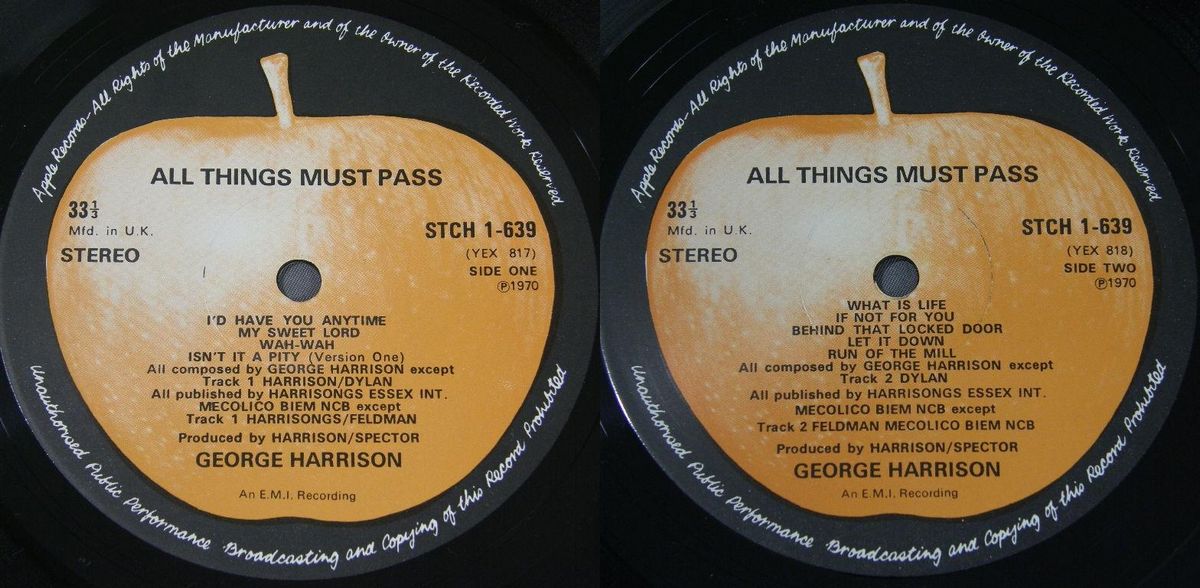 Apple Records-All Rights of the Manufacturer and of the Owner of the Recorded Work Reserved
ALL THINGS MUST PASS
33⅓
Mfd. in U.K.
STEREO
STCH 1-639
(YEX 817)
SIDE ONE
℗1970
I'D HAVE YOU ANYTIME
MY SWEET LORD
WAH-WAH
ISN'T IT A PITY (Version One)
All composed by GEORGE HARRISON except
Track 1 HARRISON/DYLAN
All published by HARRISONGS ESSEX INT.
MECOLICO BIEM NCB except
Track 1 HARRISONGS/FELDMAN
Produced by HARRISON/SPECTOR
GEORGE HARRISON
An E.M.I. Recording
Unauthorised Public Performance Broadcasting and Copying of this Record Prohibited
Apple Records-All Rights of the Manufacturer and of the Owner of the Recorded Work Reserved
ALL THINGS MUST PASS
33⅓
Mfd. in U.K.
STEREO
STCH 1-639
(YEX 818)
SIDE TWO
℗1970
WHAT IS LIFE
IF NOT FOR YOU
BEHIND THAT LOCKED DOOR
LET IT DOWN
RUN OF THE MILL
All composed by GEORGE HARRISON except
Track 2 DYLAN
All published by HARRISONGS ESSEX INT.
MECOLICO BIEM NCB except
Track 2 FELDMAN MECOLICO BIEM NCB
Produced by HARRISON/SPECTOR
GEORGE HARRISON
An E.M.I. Recording
Unauthorised Public Performance Broadcasting and Copying of this Record Prohibited